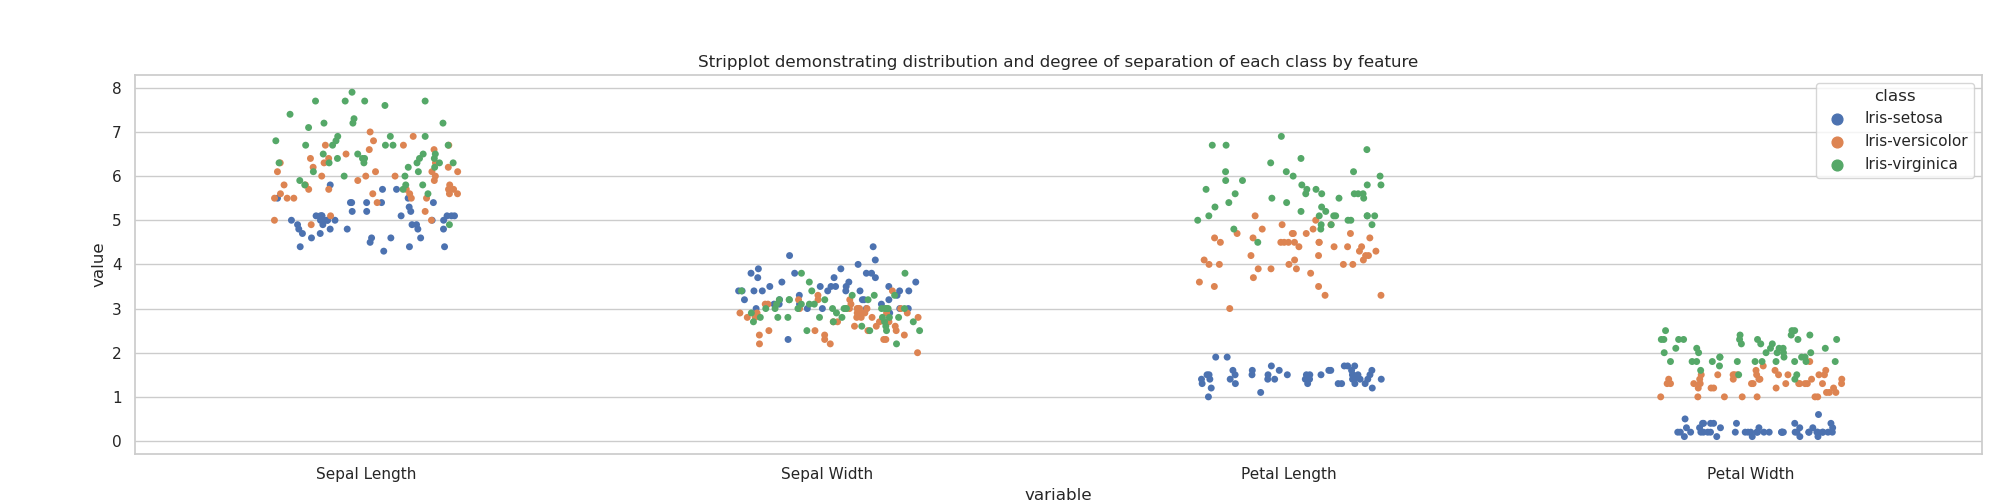 Stripplot demonstrating distribution and degree of separation of each class by feature
value
8
7
6
5
4
3
2
1
0
class
Iris-setosa
Iris-versicolor
Iris-virginica
Sepal Length
Sepal Width
Petal Length
Petal Width
variable